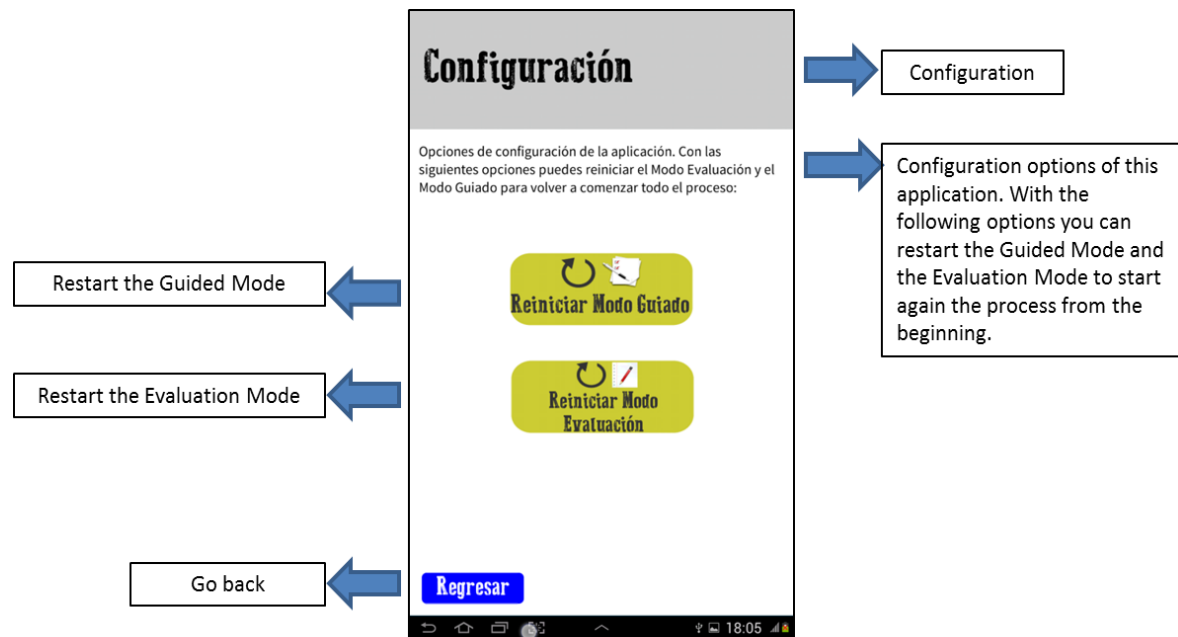 Configuración
Configuration
Opciones de configuración de la aplicación. Con las
siguientes opciones puedes reiniciar el Modo Evaluación y el
Modo Guiado para volver a comenzar todo el proceso:
Configuration options of this
application. With the
following options you can
restart the Guided Mode and
the Evaluation Mode to start
again the process from the
beginning.
Restart the Guided Mode
Reiniciar Modo Guiado
Restart the Evaluation Mode
Reiniciar Modo
Evaluación
Go back
Regresar
18:05